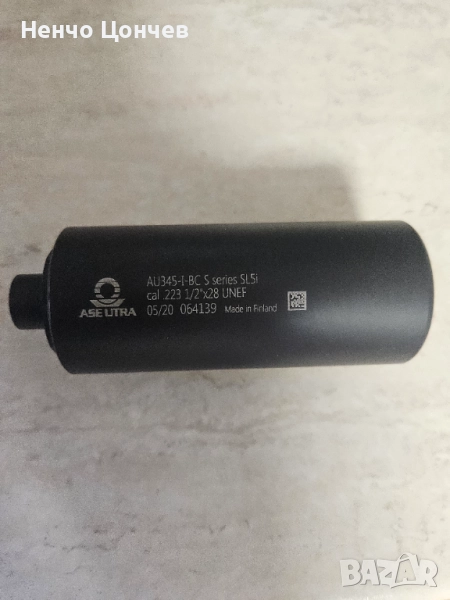 Ненчо Цончев
AU345-I-BC S series SL5i
cal .223 1/2"x28 UNEF
05/20 064139 Made in Finland
ASE UTRA
BAZAR